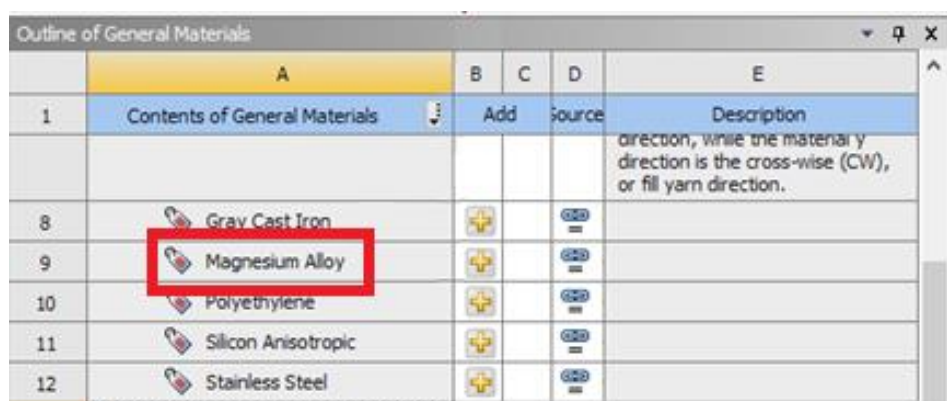 Outline of General Materials
A B C D E
1 Contents of General Materials Add Source Description
direction, while the material y
direction is the cross-wise (CW),
or fill yarn direction.
8 Gray Cast Iron
9 Magnesium Alloy
10 Polyethylene
11 Silicon Anisotropic
12 Stainless Steel